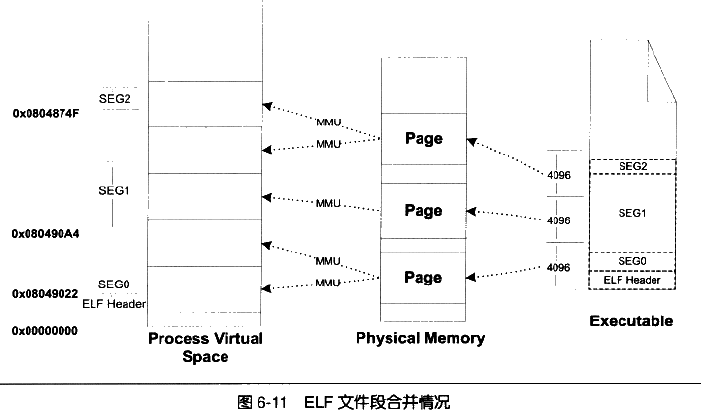 SEG2
0x0804874F
SEG1
0x080490A4
SEG0
0x08049022
ELF Header
0x00000000
Process Virtual
Space
MMU
MMU
MMU
MMU
MMU
Page
Page
Page
Physical Memory
4096
4096
4096
SEG2
SEG1
SEG0
ELF Header
Executable
图 6-11 ELF 文件段合并情况